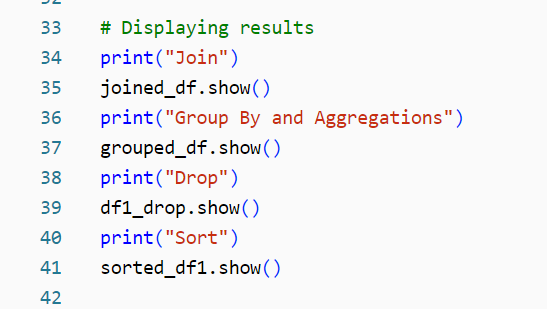 33 # Displaying results
34 print("Join")
35 joined_df.show()
36 print("Group By and Aggregations")
37 grouped_df.show()
38 print("Drop")
39 df1_drop.show()
40 print("Sort")
41 sorted_df1.show()
42